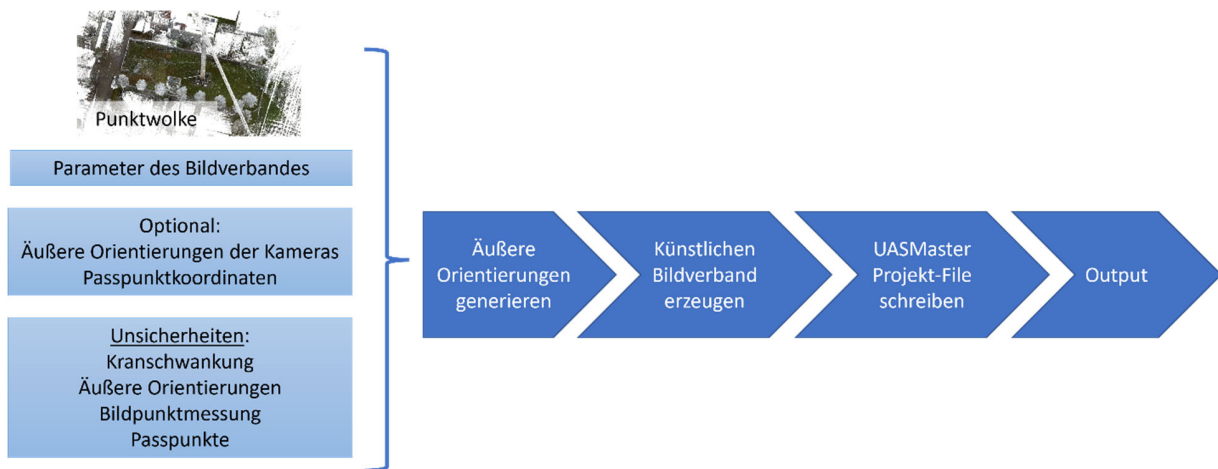 Punktwolke
Parameter des Bildverbandes
Optional:
Äußere Orientierungen der Kameras
Passpunktkoordinaten
Unsicherheiten:
Kranschwankung
Äußere Orientierungen
Bildpunktmessung
Passpunkte
Äußere
Orientierungen
generieren
Künstlichen
Bildverband
erzeugen
UASMaster
Projekt-File
schreiben
Output